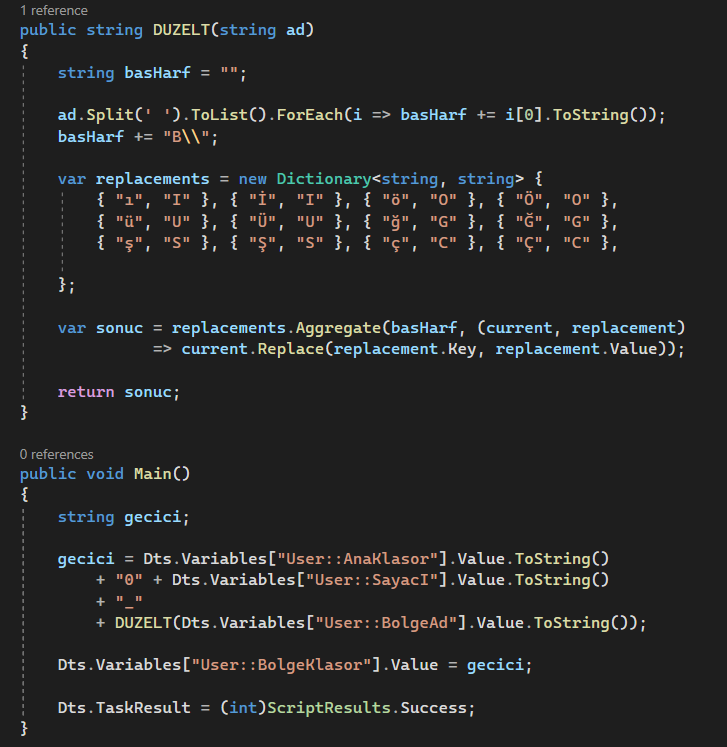 1 reference
public string DUZELT(string ad)
{
string basHarf = "";
ad.Split(' ').ToList().ForEach(i => basHarf += i[0].ToString());
basHarf += "B\\";
var replacements = new Dictionary<string, string> {
{ "ı", "I" }, { "İ", "I" }, { "ö", "O" }, { "Ö", "O" },
{ "ü", "U" }, { "Ü", "U" }, { "ğ", "G" }, { "Ğ", "G" },
{ "ş", "S" }, { "Ş", "S" }, { "ç", "C" }, { "Ç", "C" },
};
var sonuc = replacements.Aggregate(basHarf, (current, replacement)
=> current.Replace(replacement.Key, replacement.Value));
return sonuc;
}
0 references
public void Main()
{
string gecici;
gecici = Dts.Variables["User::AnaKlasor"].Value.ToString()
+ "0" + Dts.Variables["User::SayacI"].Value.ToString()
+ "_"
+ DUZELT(Dts.Variables["User::BolgeAd"].Value.ToString());
Dts.Variables["User::BolgeKlasor"].Value = gecici;
Dts.TaskResult = (int)ScriptResults.Success;
}